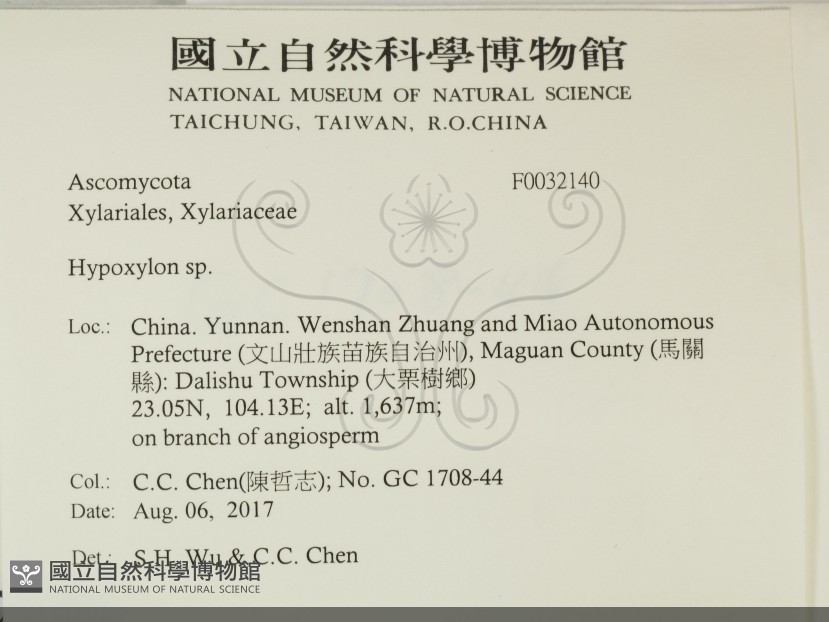 國立自然科學博物館
NATIONAL MUSEUM OF NATURAL SCIENCE
TAICHUNG, TAIWAN, R.O.CHINA
Ascomycota F0032140
Xylariales, Xylariaceae
Hypoxylon sp.
Loc.: China. Yunnan. Wenshan Zhuang and Miao Autonomous
Prefecture (文山壯族苗族自治州), Maguan County (馬關
縣): Dalishu Township (大栗樹鄉)
23.05N, 104.13E; alt. 1,637m;
on branch of angiosperm
Col.: C.C. Chen(陳哲志); No. GC 1708-44
Date: Aug. 06, 2017
Det.: S.H. Wu & C.C. Chen
國立自然科學博物館
NATIONAL MUSEUM OF NATURAL SCIENCE